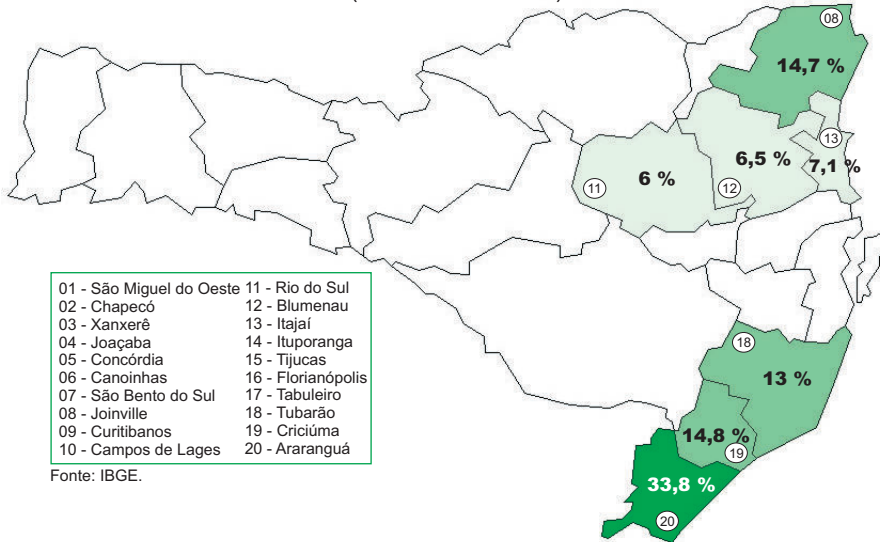 08
14,7 %
13
6,5 %
7,1 %
11
6 %
12
01 - São Miguel do Oeste
02 - Chapecó
03 - Xanxerê
04 - Joaçaba
05 - Concórdia
06 - Canoinhas
07 - São Bento do Sul
08 - Joinville
09 - Curitibanos
10 - Campos de Lages
11 - Rio do Sul
12 - Blumenau
13 - Itajaí
14 - Ituporanga
15 - Tijucas
16 - Florianópolis
17 - Tabuleiro
18 - Tubarão
19 - Criciúma
20 - Araranguá
18
13 %
14,8 %
19
33,8 %
20
Fonte: IBGE.